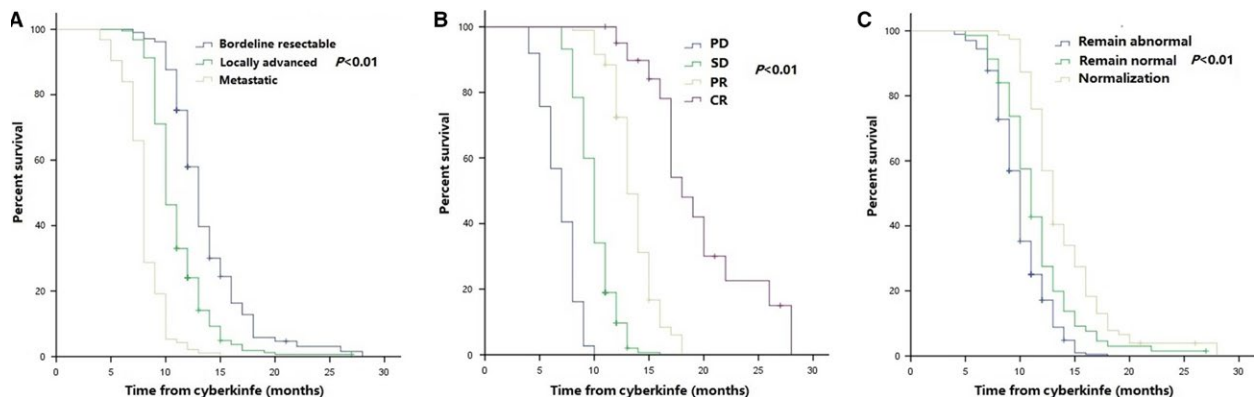 A
Percent survival
100
80
60
40
20
0
0 5 10 15 20 25 30
Time from cyberkinfe (months)
Bordeline resectable
Locally advanced P<0.01
Metastatic
B
Percent survival
100
80
60
40
20
0
0 5 10 15 20 25 30
Time from cyberkinfe (months)
PD
SD
PR
CR
P<0.01
C
Percent survival
100
80
60
40
20
0
0 5 10 15 20 25 30
Time from cyberkinfe (months)
Remain abnormal
Remain normal P<0.01
Normalization